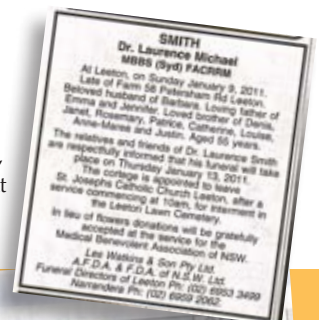 SMITH
Dr. Laurence Michael
MBBS (Syd) FACRRM
At Leeton, on Sunday January 9, 2011.
Late of Farm 56 Petersham Rd Leeton.
Beloved husband of Barbara. Loving father of
Emma and Jennifer. Loved brother of Denis,
Janet, Rosemary, Patrice, Catherine, Louise,
Anne-Maree and Justin. Aged 55 years.
The relatives and friends of Dr. Laurence Smith
are respectfully informed that his funeral will take
place on Thursday January 13, 2011.
The cortege is appointed to leave
St. Josephs Catholic Church Leeton, after a
service commencing at 10am, for interment in
the Leeton Lawn Cemetery.
In lieu of flowers donations will be gratefully
accepted at the service for the
Medical Benevolent Association of NSW.
Lee Watkins & Son Pty Ltd.
A.F.D.A. & F.D.A. of N.S.W. Ltd.
Funeral Directors of Leeton Ph: (02) 6953 3499
Narrandera Ph: (02) 6959 2062.